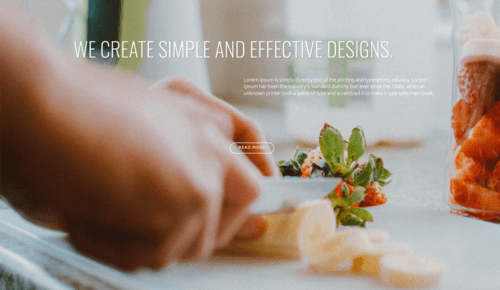 WE CREATE SIMPLE AND EFFECTIVE DESIGNS.
Lorem Ipsum is simply dummy text of the printing and typesetting industry. Lorem
Ipsum has been the industry's standard dummy text ever since the 1500s, when an
unknown printer took a galley of type and scrambled it to make a type specimen book.
READ MORE